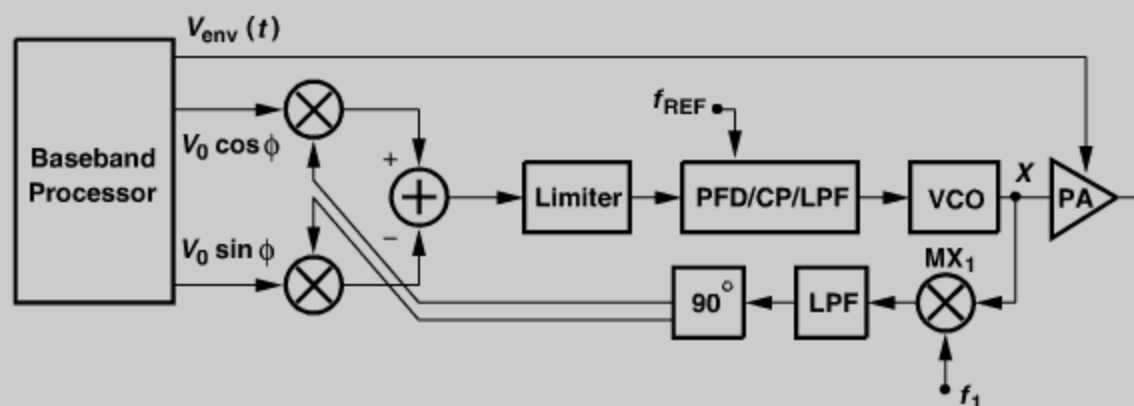 V_env (t)
f_REF
V_0 cos ϕ
Baseband
Processor
+
Limiter
PFD/CP/LPF
VCO
X
PA
−
V_0 sin ϕ
MX_1
90°
LPF
f_1